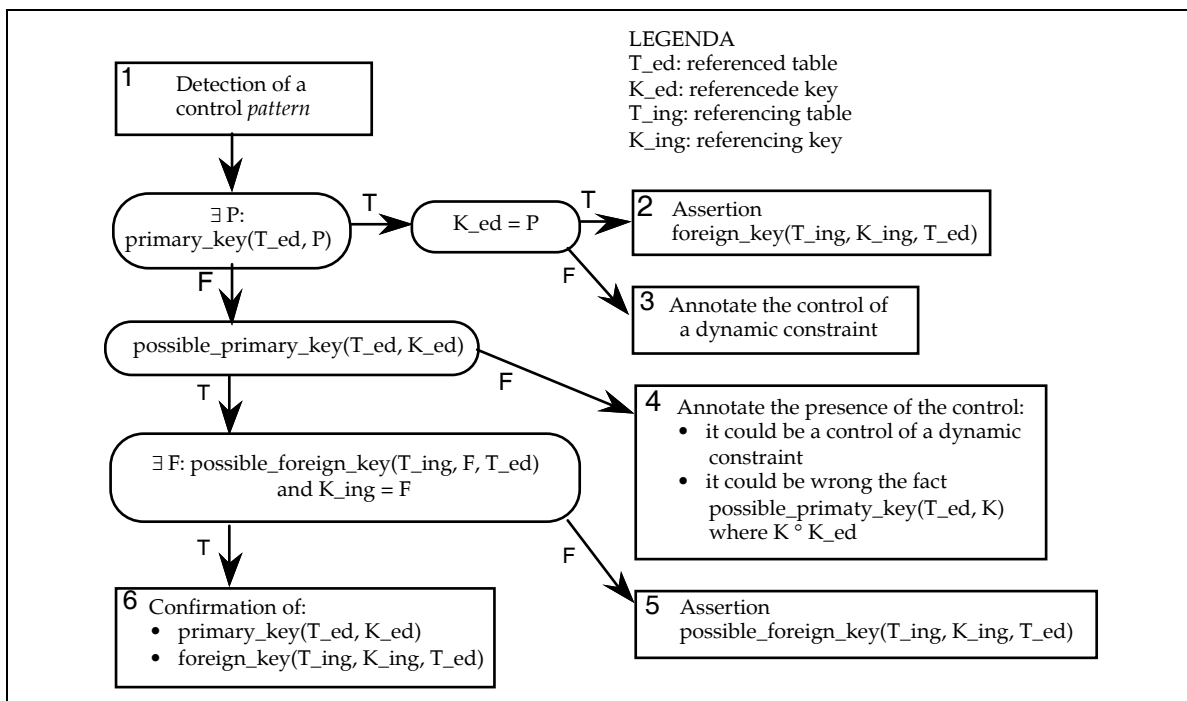 LEGENDA
T_ed: referenced table
K_ed: referencede key
T_ing: referencing table
K_ing: referencing key
1
Detection of a
control pattern
∃ P:
primary_key(T_ed, P)
T
K_ed = P
T
2 Assertion
foreign_key(T_ing, K_ing, T_ed)
F
3 Annotate the control of
a dynamic constraint
F
possible_primary_key(T_ed, K_ed)
F
4 Annotate the presence of the control:
• it could be a control of a dynamic
constraint
• it could be wrong the fact
possible_primaty_key(T_ed, K)
where K ° K_ed
T
∃ F: possible_foreign_key(T_ing, F, T_ed)
and K_ing = F
F
5 Assertion
possible_foreign_key(T_ing, K_ing, T_ed)
T
6 Confirmation of:
• primary_key(T_ed, K_ed)
• foreign_key(T_ing, K_ing, T_ed)